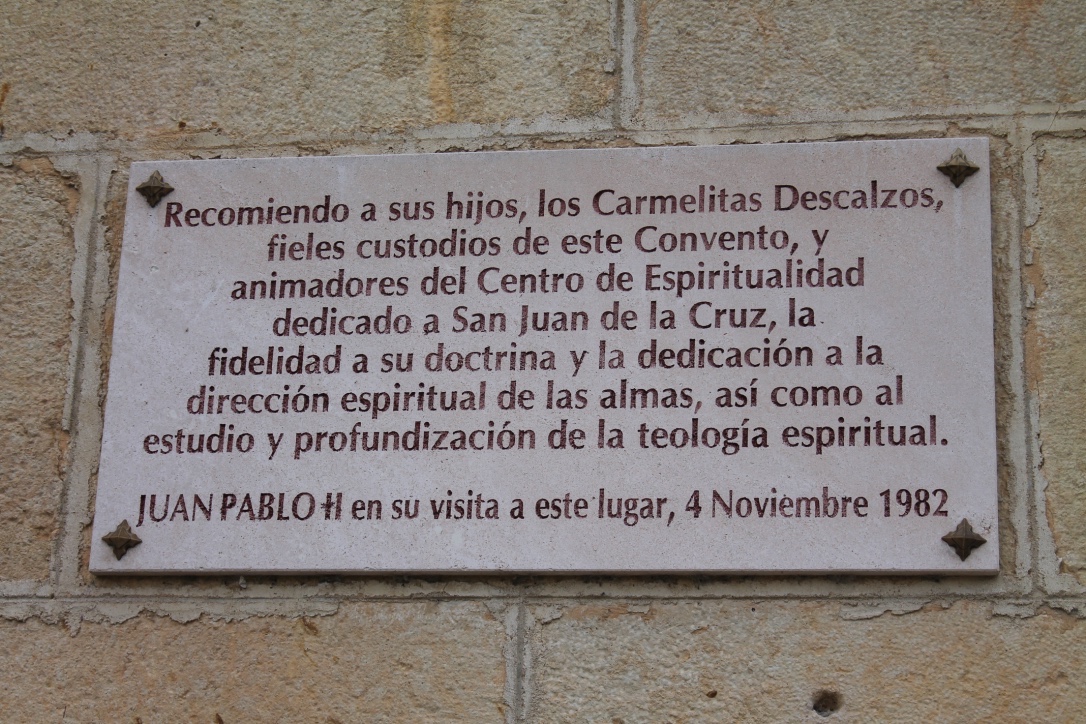 Recomiendo a sus hijos, los Carmelitas Descalzos,
fieles custodios de este Convento, y
animadores del Centro de Espiritualidad
dedicado a San Juan de la Cruz, la
fidelidad a su doctrina y la dedicación a la
dirección espiritual de las almas, así como al
estudio y profundización de la teología espiritual.
JUAN PABLO II en su visita a este lugar, 4 Noviembre 1982